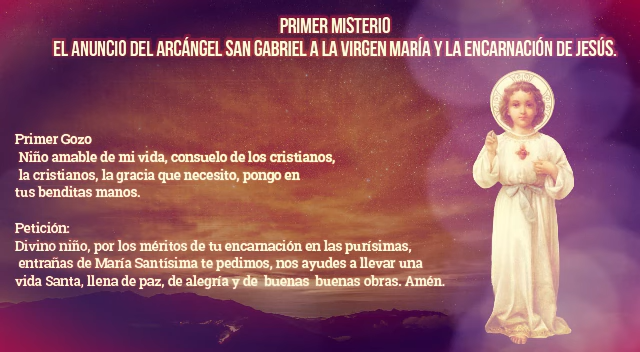 PRIMER MISTERIO
EL ANUNCIO DEL ARCÁNGEL SAN GABRIEL A LA VIRGEN MARÍA Y LA ENCARNACIÓN DE JESÚS.
Primer Gozo
Niño amable de mi vida, consuelo de los cristianos,
la cristianos, la gracia que necesito, pongo en
tus benditas manos.
Petición:
Divino niño, por los méritos de tu encarnación en las purísimas,
entrañas de María Santísima te pedimos, nos ayudes a llevar una
vida Santa, llena de paz, de alegría y de buenas buenas obras. Amén.